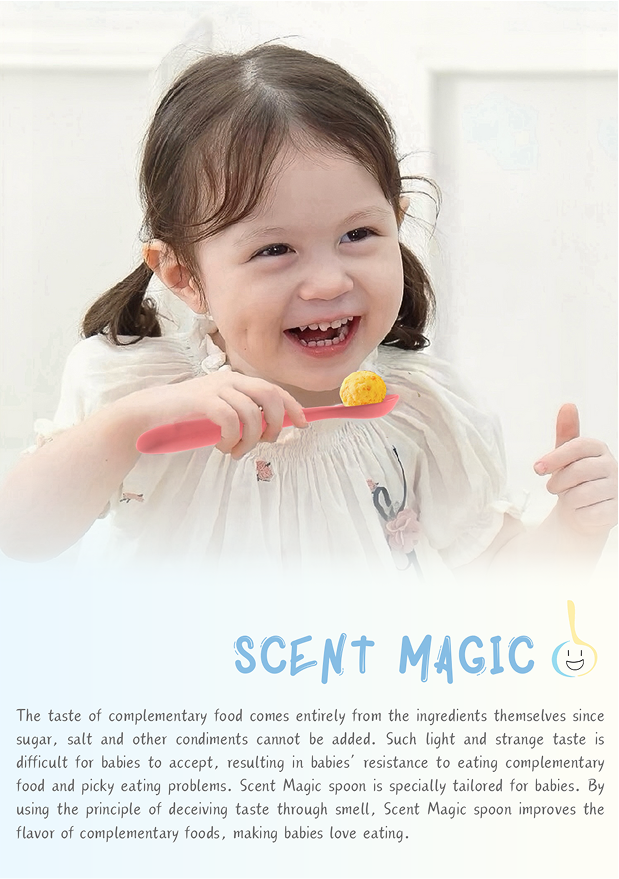 SCENT MAGIC
The taste of complementary food comes entirely from the ingredients themselves since
sugar, salt and other condiments cannot be added. Such light and strange taste is
difficult for babies to accept, resulting in babies' resistance to eating complementary
food and picky eating problems. Scent Magic spoon is specially tailored for babies. By
using the principle of deceiving taste through smell, Scent Magic spoon improves the
flavor of complementary foods, making babies love eating.